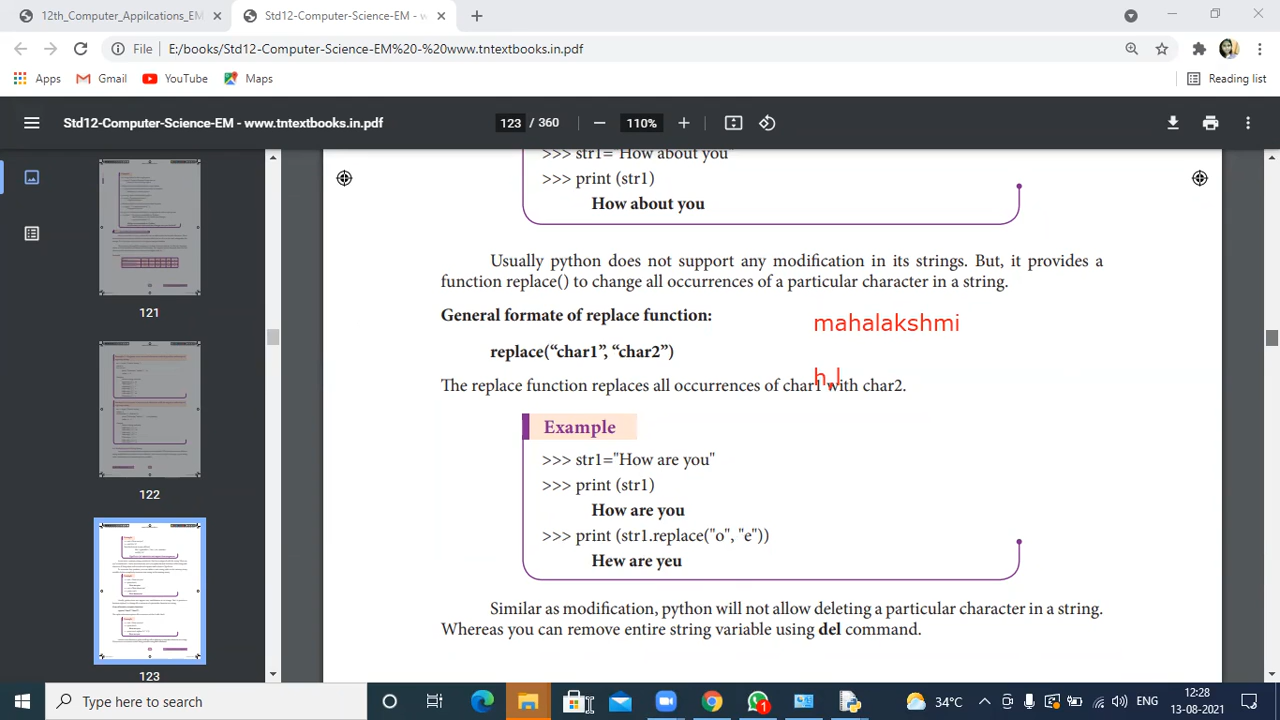 12th_Computer_Appilcations_EM
Std12-Computer-Science-EM - w
File
E:/books/Std12-Computer-Science-EM%20-%20www.tntextbooks.in.pdf
Apps
Gmail
YouTube
Maps
Reading list
Std12-Computer-Science-EM - www.tntextbooks.in.pdf
123 / 360
110%
121
122
123
>>> str1="How about you"
>>> print (str1)
How about you
Usually python does not support any modification in its strings. But, it provides a
function replace() to change all occurrences of a particular character in a string.
General formate of replace function:
mahalakshmi
replace(“char1”, “char2”)
h,l
The replace function replaces all occurrences of char1 with char2.
Example
>>> str1="How are you"
>>> print (str1)
How are you
>>> print (str1.replace("o", "e"))
Hew are yeu
Similar as modification, python will not allow deleting a particular character in a string.
Whereas you can remove entire string variable using del command.
Type here to search
1
34°C
ENG
12:28
13-08-2021